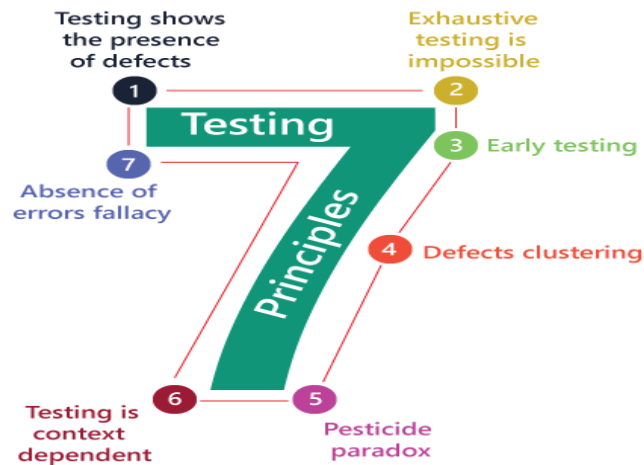 Testing shows
the presence
of defects
1
Exhaustive
testing is
impossible
2
Testing
3
Early testing
7
Absence of
errors fallacy
Principles
4
Defects clustering
6
Testing is
context
dependent
5
Pesticide
paradox